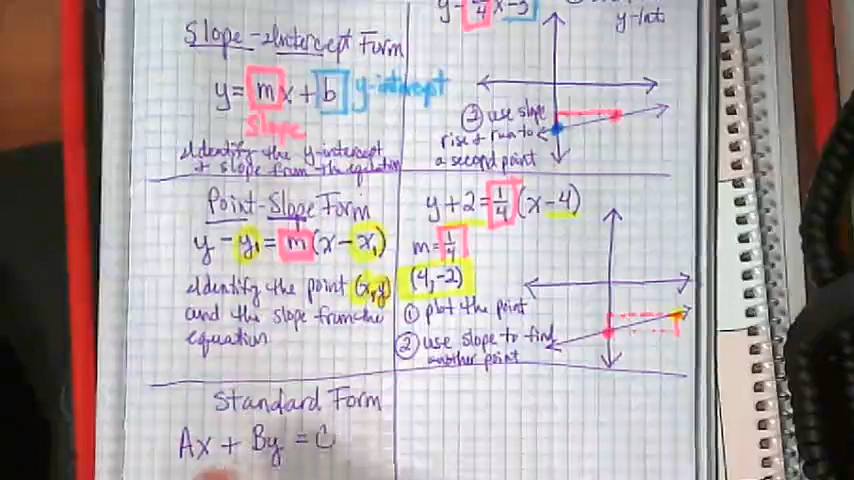 Slope-Intercept Form
y = mx + b y-intercept
slope
Identify the y-intercept
+ slope from the equation
y = 1/4 x - 3
y-int
② use slope
rise + run to
a second point
Point-Slope Form
y - y₁ = m(x - x₁)
Identify the point (x, y)
and the slope from the
equation
y + 2 = 1/4 (x - 4)
m = 1/4
(4, -2)
① plot the point
② use slope to find
another point
Standard Form
Ax + By = C